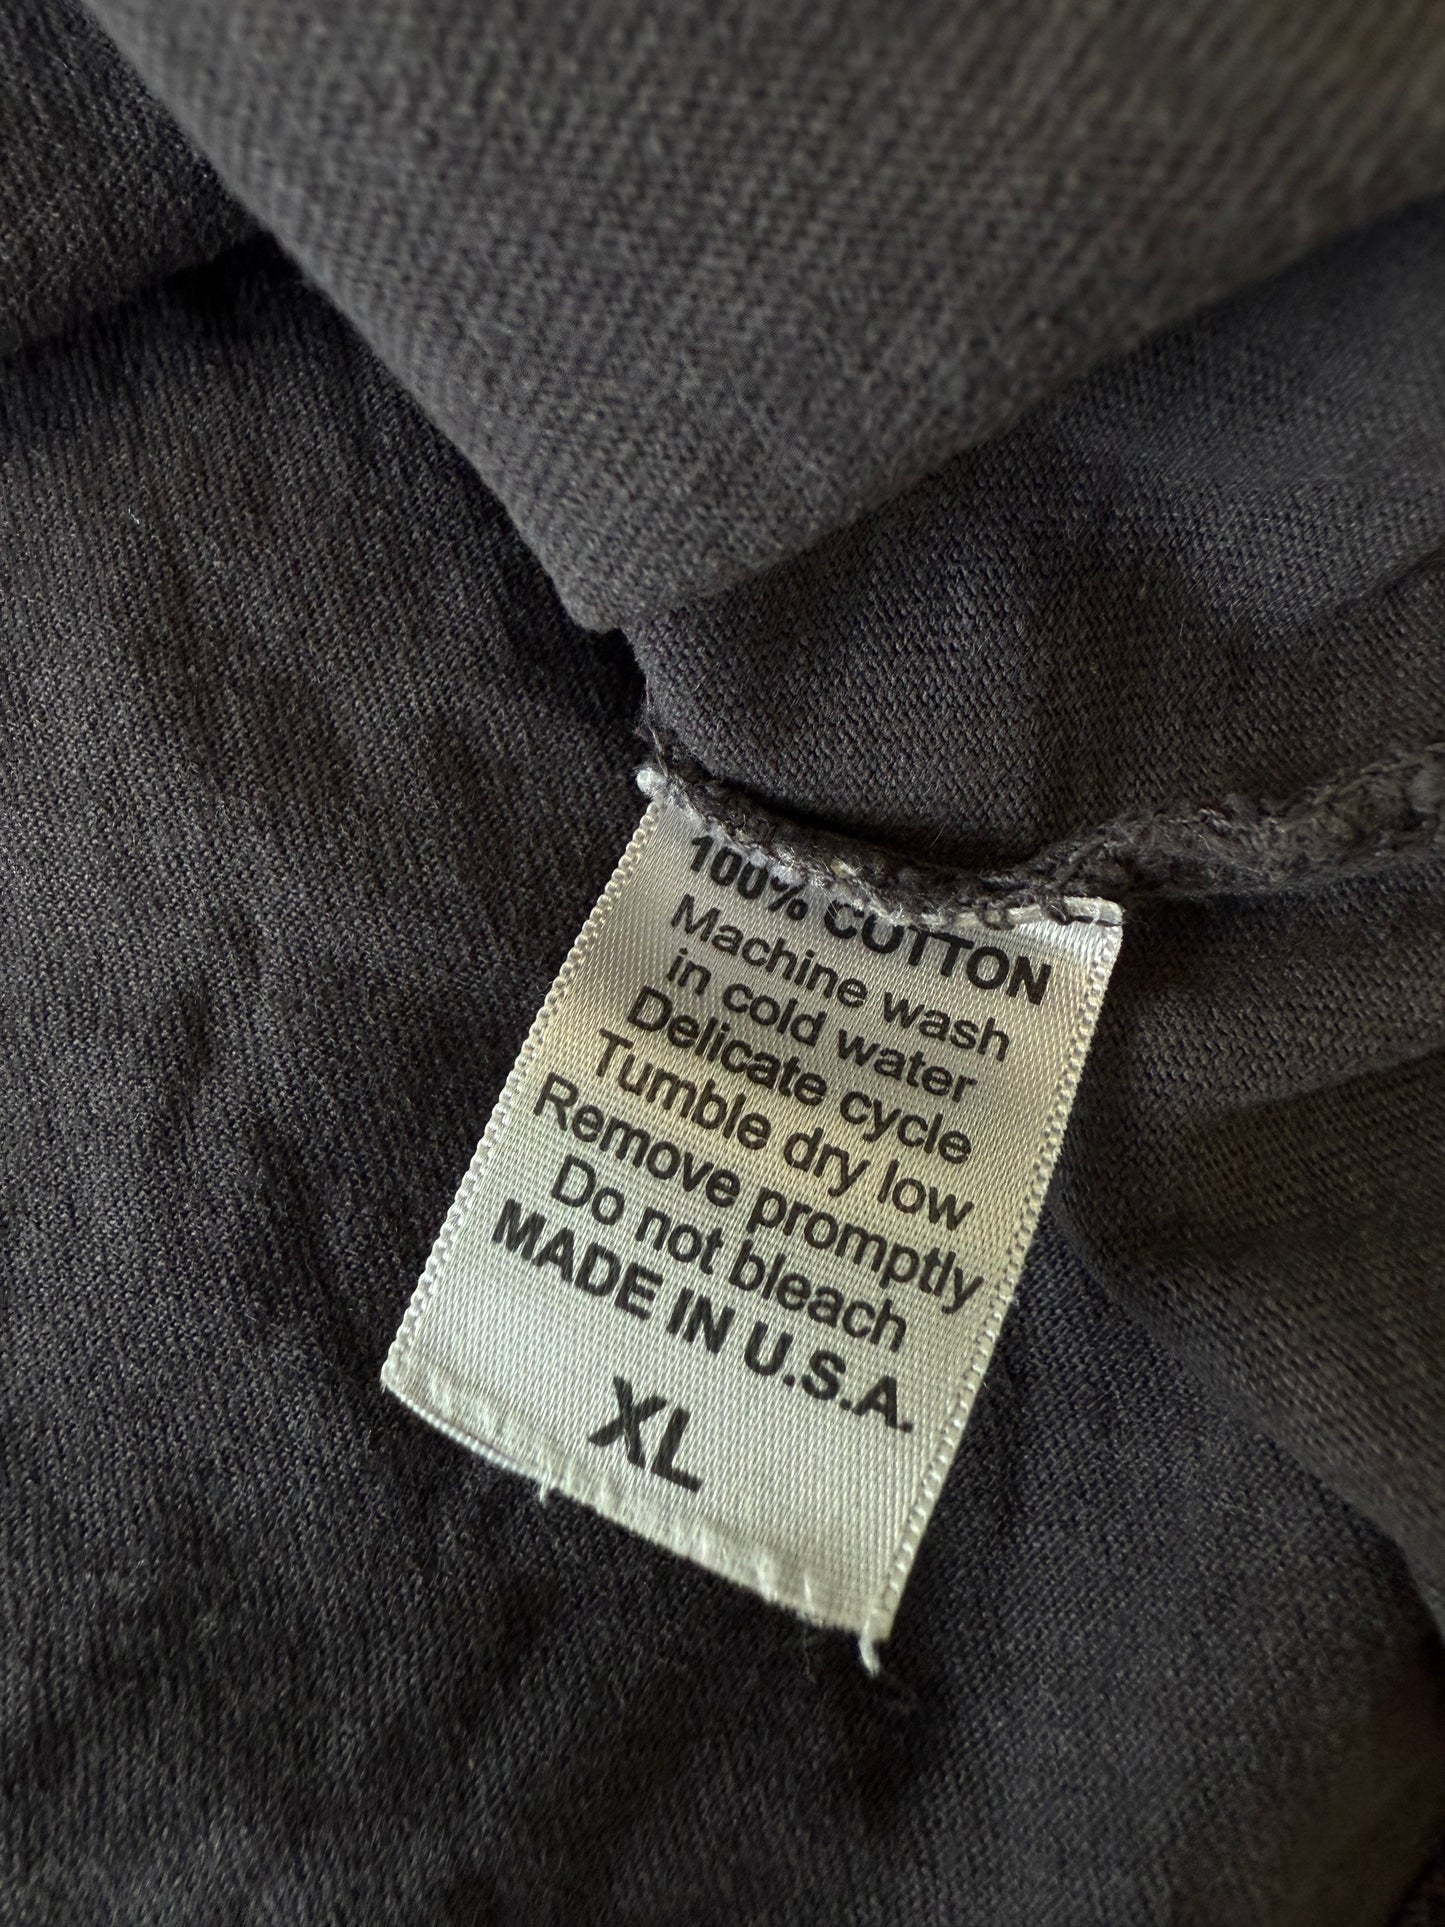 100% COTTON
Machine wash
in cold water
Delicate cycle
Tumble dry low
Remove promptly
Do not bleach
MADE IN U.S.A.
XL